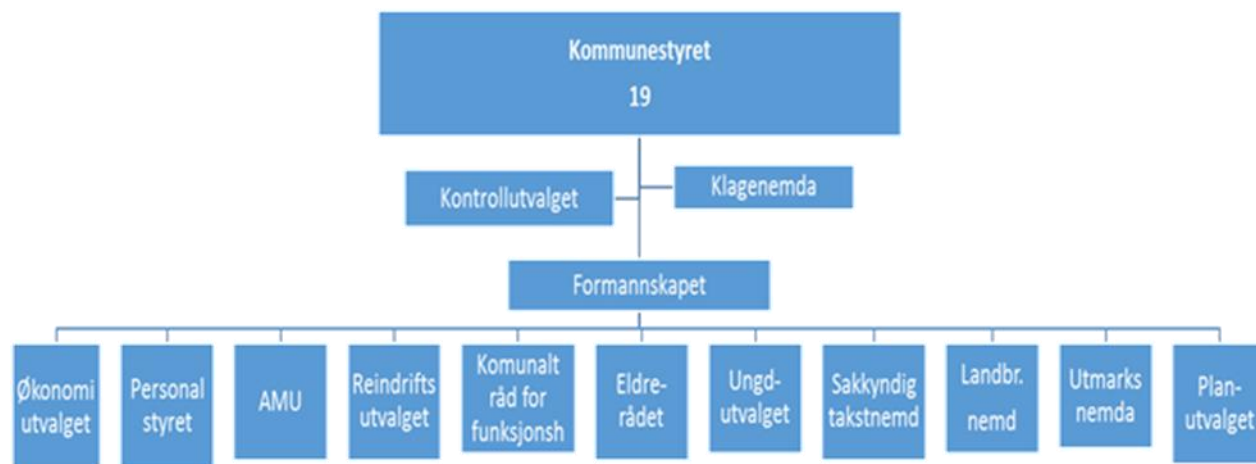 Kommunestyret
19
Klagenemda
Kontrollutvalget
Formannskapet
Økonomi
utvalget
Personal
styret
AMU
Reindrifts
utvalget
Komunalt
råd for
funksjonsh
Eldre-
rådet
Ungd-
utvalget
Sakkyndig
takstnemd
Landbr.
nemd
Utmarks
nemda
Plan-
utvalget